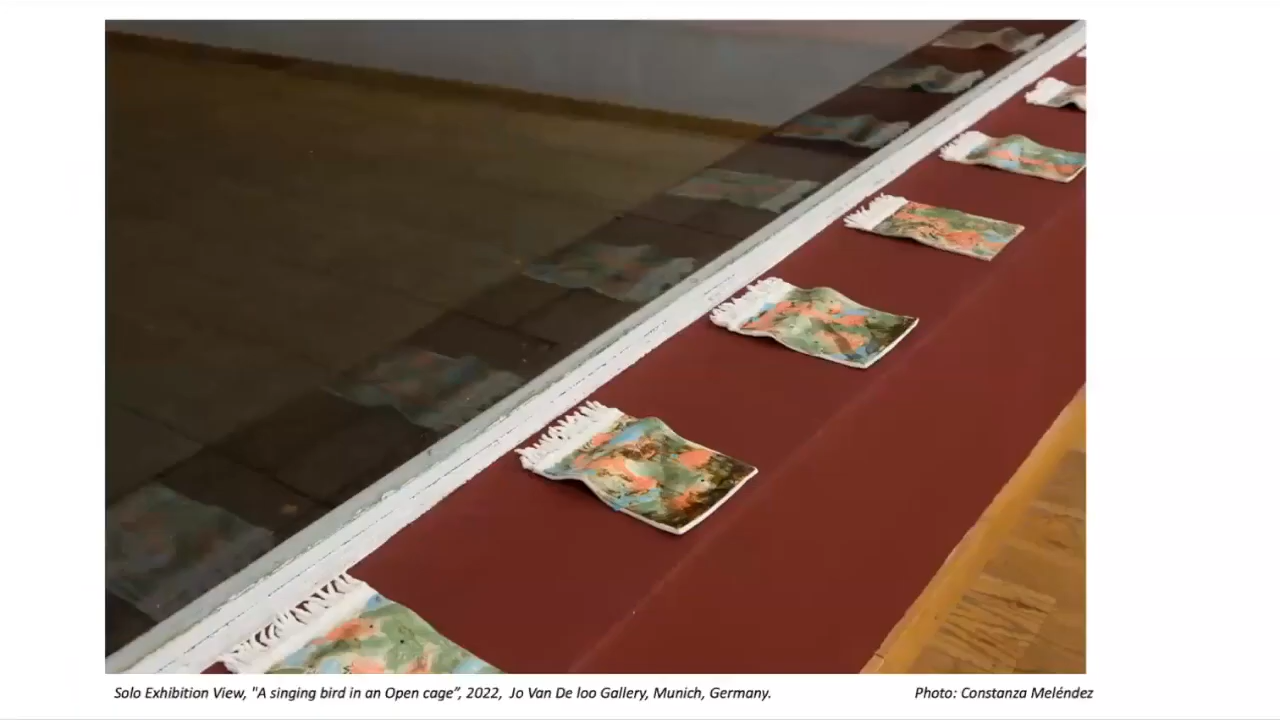 Solo Exhibition View, "A singing bird in an Open cage”, 2022, Jo Van De loo Gallery, Munich, Germany.
Photo: Constanza Meléndez